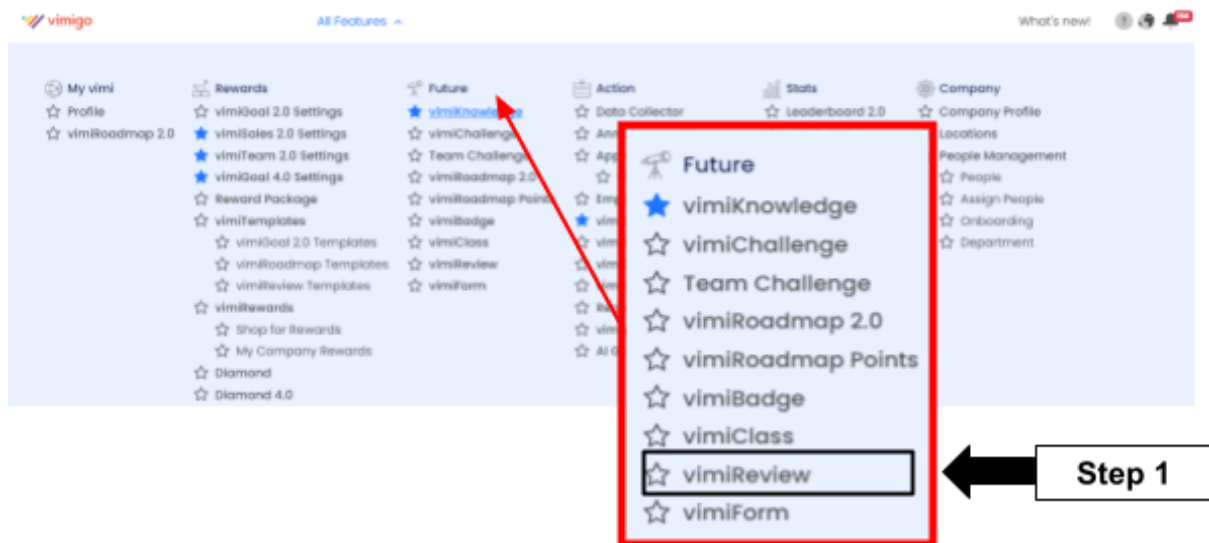 vimigo
All Features
What's new!
My vimi
Profile
vimiRoadmap 2.0
Rewards
vimiGoal 2.0 Settings
vimiSales 2.0 Settings
vimiTeam 2.0 Settings
vimiGoal 4.0 Settings
Reward Package
vimiTemplates
vimiGoal 2.0 Templates
vimiRoadmap Templates
vimiReview Templates
vimiRewards
Shop for Rewards
My Company Rewards
Diamond
Diamond 4.0
Future
vimiKnowledge
vimiChallenge
Team Challenge
vimiRoadmap 2.0
vimiRoadmap Points
vimiBadge
vimiClass
vimiReview
vimiForm
Action
Data Collector
Stats
Leaderboard 2.0
Company
Company Profile
Locations
People Management
People
Assign People
Onboarding
Department
Future
vimiKnowledge
vimiChallenge
Team Challenge
vimiRoadmap 2.0
vimiRoadmap Points
vimiBadge
vimiClass
vimiReview
vimiForm
Step 1